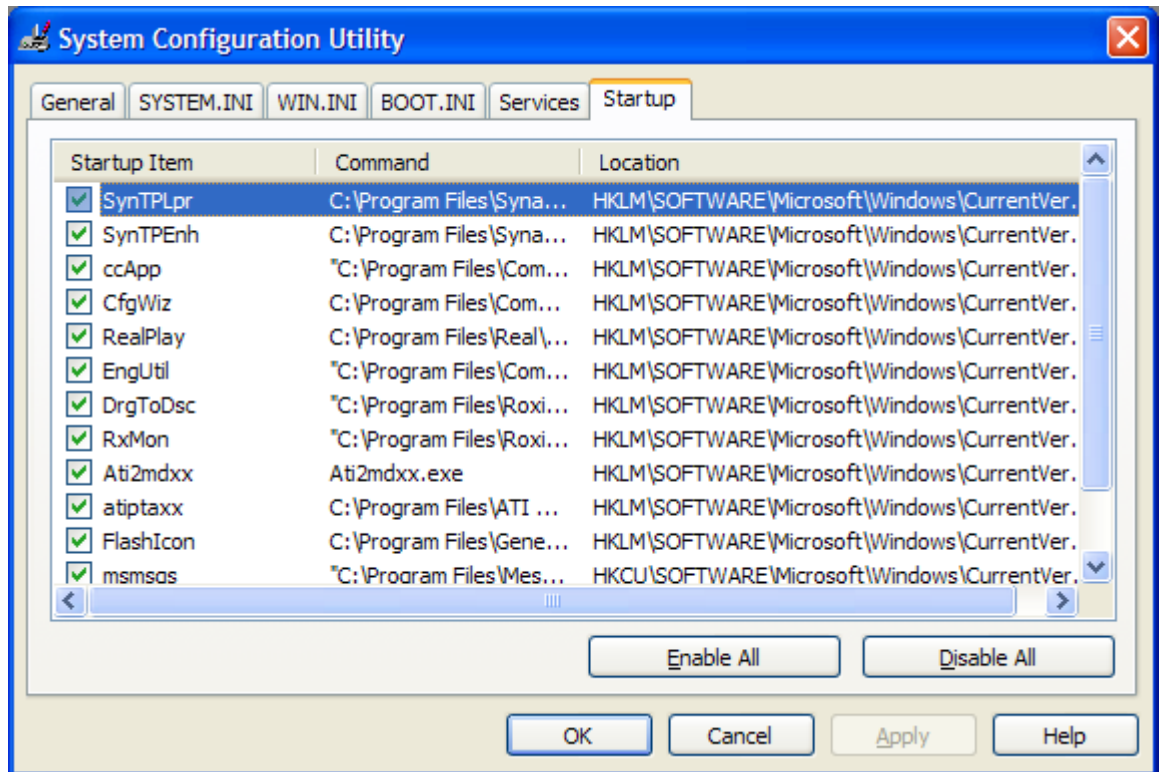 System Configuration Utility
General SYSTEM.INI WIN.INI BOOT.INI Services Startup
Startup Item Command Location
SynTPLpr C:\Program Files\Syna... HKLM\SOFTWARE\Microsoft\Windows\CurrentVer.
SynTPEnh C:\Program Files\Syna... HKLM\SOFTWARE\Microsoft\Windows\CurrentVer.
ccApp "C:\Program Files\Com... HKLM\SOFTWARE\Microsoft\Windows\CurrentVer.
CfgWiz C:\Program Files\Com... HKLM\SOFTWARE\Microsoft\Windows\CurrentVer.
RealPlay C:\Program Files\Real\... HKLM\SOFTWARE\Microsoft\Windows\CurrentVer.
EngUtil "C:\Program Files\Com... HKLM\SOFTWARE\Microsoft\Windows\CurrentVer.
DrgToDsc "C:\Program Files\Roxi... HKLM\SOFTWARE\Microsoft\Windows\CurrentVer.
RxMon "C:\Program Files\Roxi... HKLM\SOFTWARE\Microsoft\Windows\CurrentVer.
Ati2mdxx Ati2mdxx.exe HKLM\SOFTWARE\Microsoft\Windows\CurrentVer.
atiptaxx C:\Program Files\ATI ... HKLM\SOFTWARE\Microsoft\Windows\CurrentVer.
FlashIcon C:\Program Files\Gene... HKLM\SOFTWARE\Microsoft\Windows\CurrentVer.
msmsgs "C:\Program Files\Mes... HKCU\SOFTWARE\Microsoft\Windows\CurrentVer.
Enable All Disable All
OK Cancel Apply Help